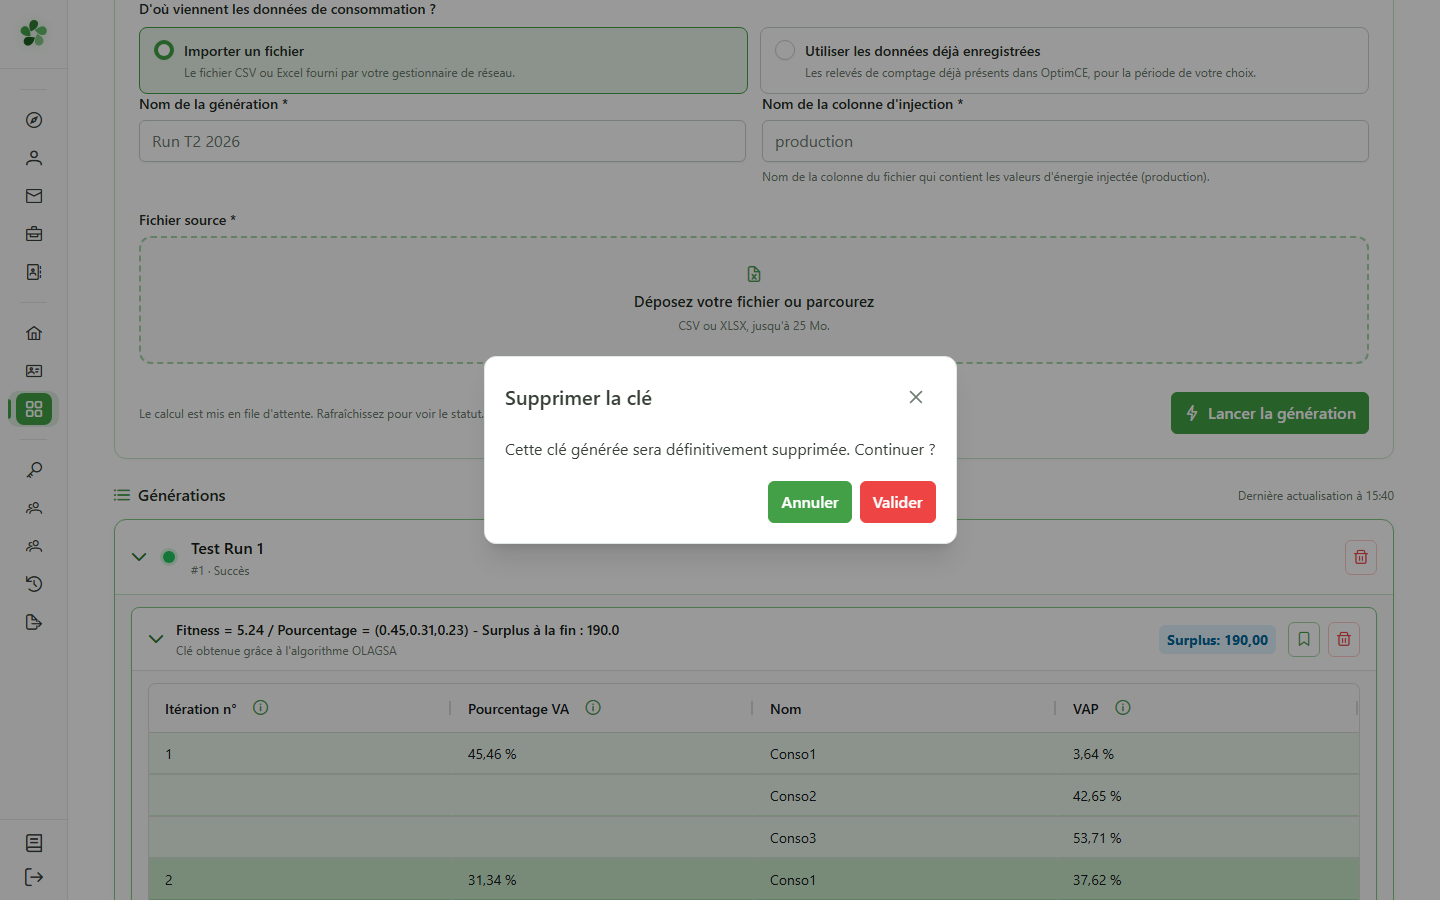 D'où viennent les données de consommation ?
Importer un fichier
Le fichier CSV ou Excel fourni par votre gestionnaire de réseau.
Utiliser les données déjà enregistrées
Les relevés de comptage déjà présents dans OptimCE, pour la période de votre choix.
Nom de la génération *
Nom de la colonne d'injection *
Run T2 2026
production
Nom de la colonne du fichier qui contient les valeurs d'énergie injectée (production).
Fichier source *
Déposez votre fichier ou parcourez
CSV ou XLSX, jusqu'à 25 Mo.
Le calcul est mis en file d'attente. Rafraîchissez pour voir le statut.
Lancer la génération
Supprimer la clé
Cette clé générée sera définitivement supprimée. Continuer ?
Annuler
Valider
Générations
Dernière actualisation à 15:40
Test Run 1
#1 · Succès
Fitness = 5.24 / Pourcentage = (0.45,0.31,0.23) - Surplus à la fin : 190.0
Clé obtenue grâce à l'algorithme OLAGSA
Surplus: 190,00
Itération n° Pourcentage VA Nom VAP
1 45,46 % Conso1 3,64 %
Conso2 42,65 %
Conso3 53,71 %
2 31,34 % Conso1 37,62 %